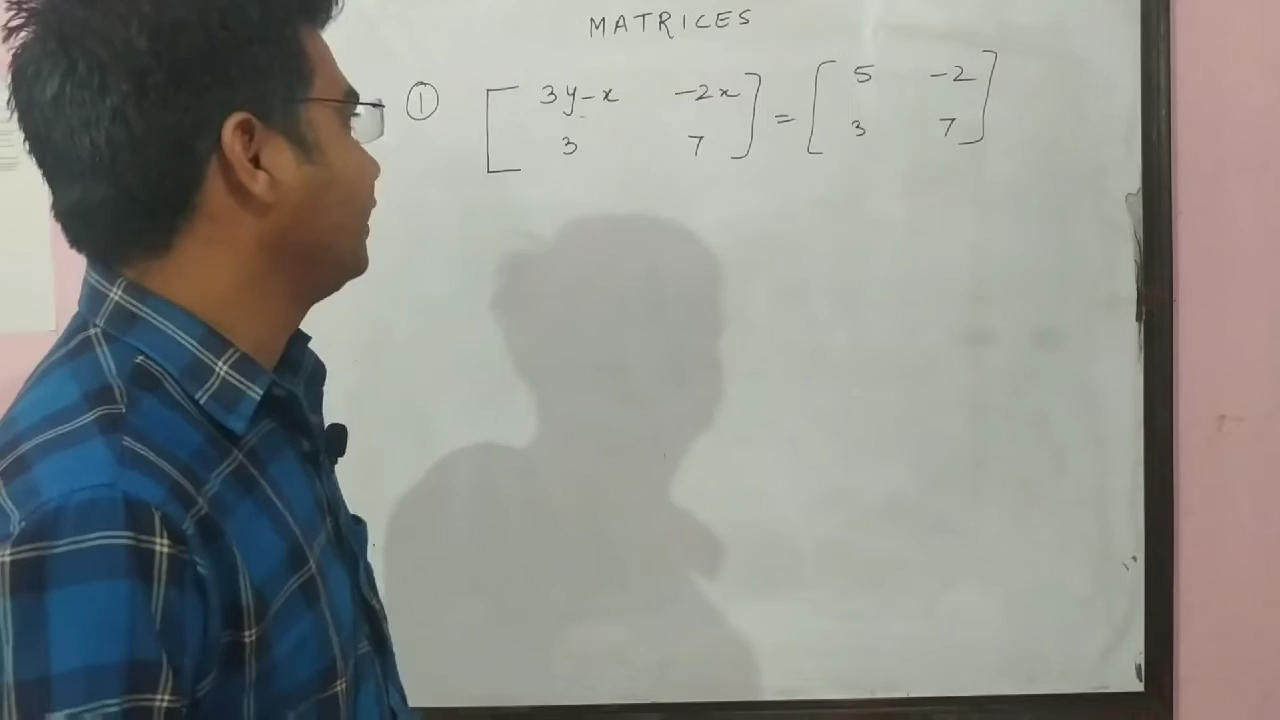 MATRICES
① [ 3y-x -2x ] = [ 5 -2 ]
[ 3 7 ] [ 3 7 ]